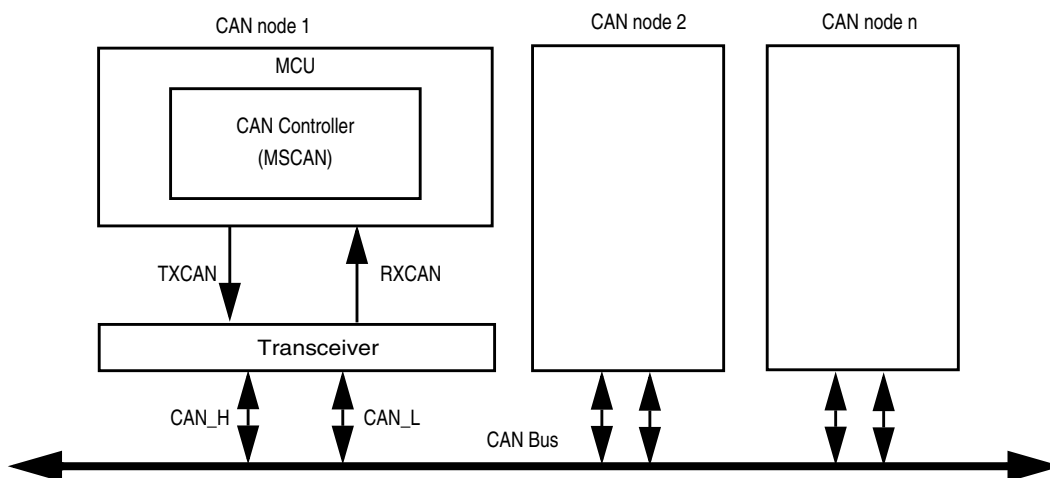 CAN node 1
CAN node 2
CAN node n
MCU
CAN Controller
(MSCAN)
TXCAN
RXCAN
Transceiver
CAN_H
CAN_L
CAN Bus